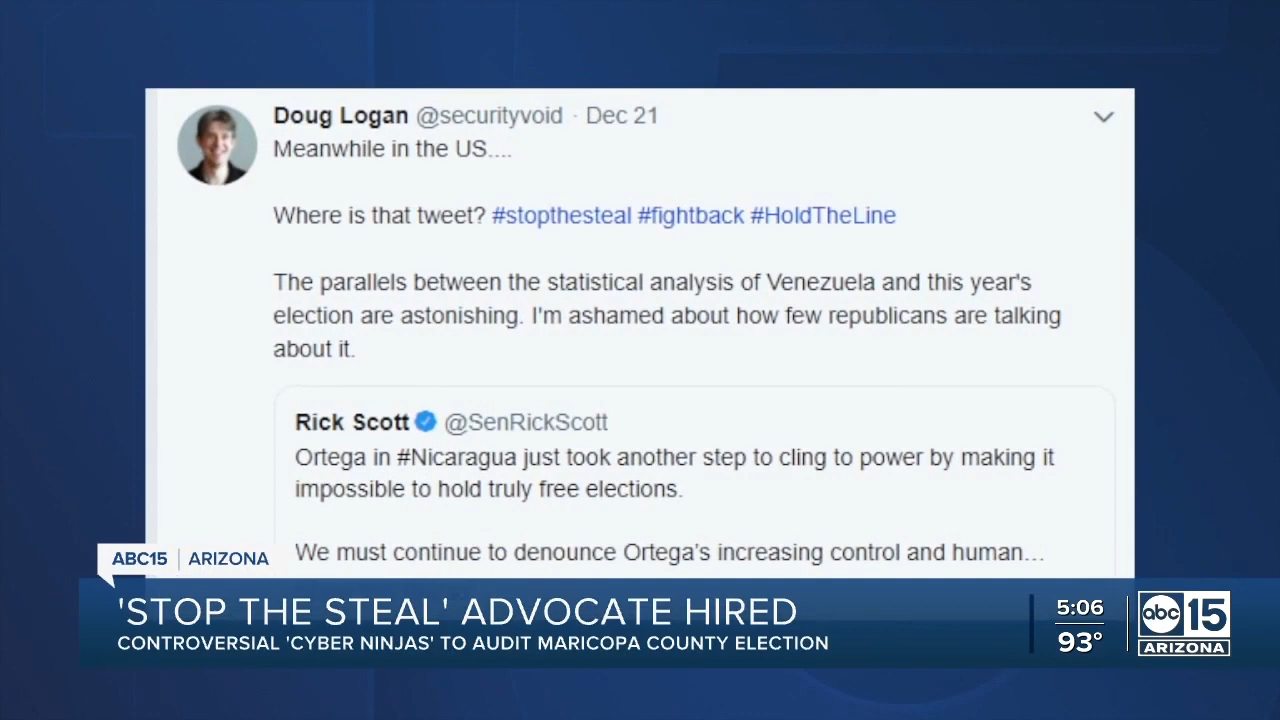 Doug Logan @securityvoid · Dec 21
Meanwhile in the US....
Where is that tweet? #stopthesteal #fightback #HoldTheLine
The parallels between the statistical analysis of Venezuela and this year's
election are astonishing. I'm ashamed about how few republicans are talking
about it.
Rick Scott @SenRickScott
Ortega in #Nicaragua just took another step to cling to power by making it
impossible to hold truly free elections.
We must continue to denounce Ortega's increasing control and human...
ABC15 | ARIZONA
'STOP THE STEAL' ADVOCATE HIRED
CONTROVERSIAL 'CYBER NINJAS' TO AUDIT MARICOPA COUNTY ELECTION
5:06
93°
abc 15
ARIZONA